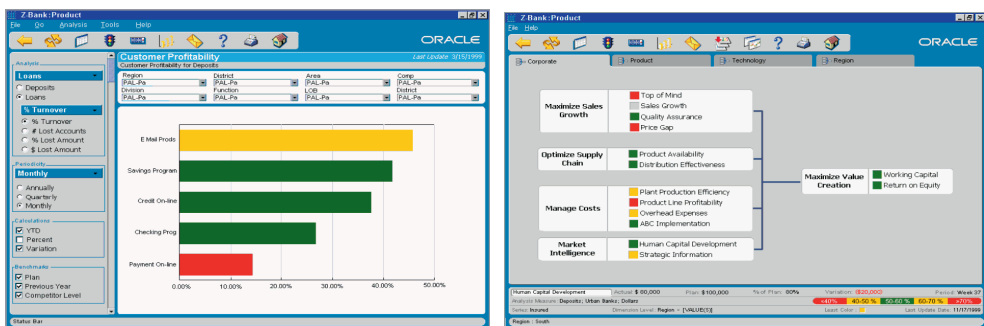 Z-Bank:Product
File Go Analysis Tools Help
ORACLE
Analysis
Loans
Deposits
Loans
% Turnover
% Turnover
# Lost Accounts
% Lost Amount
$ Lost Amount
Periodicity
Monthly
Annually
Quarterly
Monthly
Calculations
YTD
Percent
Variation
Benchmarks
Plan
Previous Year
Competitor Level
Status Bar
Customer Profitability
Last Update 3/15/1999
Customer Profitability for Deposits
Region District Area Comp
PAL-Pa PAL-Pa PAL-Pa PAL-Pa
Division Function LOB District
PAL-Pa PAL-Pa PAL-Pa PAL-Pa
E Mail Prods
Savings Program
Credit On-line
Checking Prog
Payment On-line
0.00% 10.00% 20.00% 30.00% 40.00% 50.00%
Z-Bank:Product
File Help
ORACLE
Corporate Product Technology Region
Maximize Sales Growth
Top of Mind
Sales Growth
Quality Assurance
Price Gap
Optimize Supply Chain
Product Availability
Distribution Effectiveness
Manage Costs
Plant Production Efficiency
Product Line Profitability
Overhead Expenses
ABC Implementation
Market Intelligence
Human Capital Development
Strategic Information
Maximize Value Creation
Working Capital
Return on Equity
Human Capital Development Actual: $ 80,000 Plan: $100,000 % of Plan: 80% Variation: ($20,000) Period: Week 37
Analysis Measure: Deposits; Urban Banks; Dollars
<40% 40-50 % 50-60 % 60-70 % >70%
Series: Insured Dimension Level: Region - [VALUE(S)] Least Color Last Update Date: 11/17/1999
Region : South